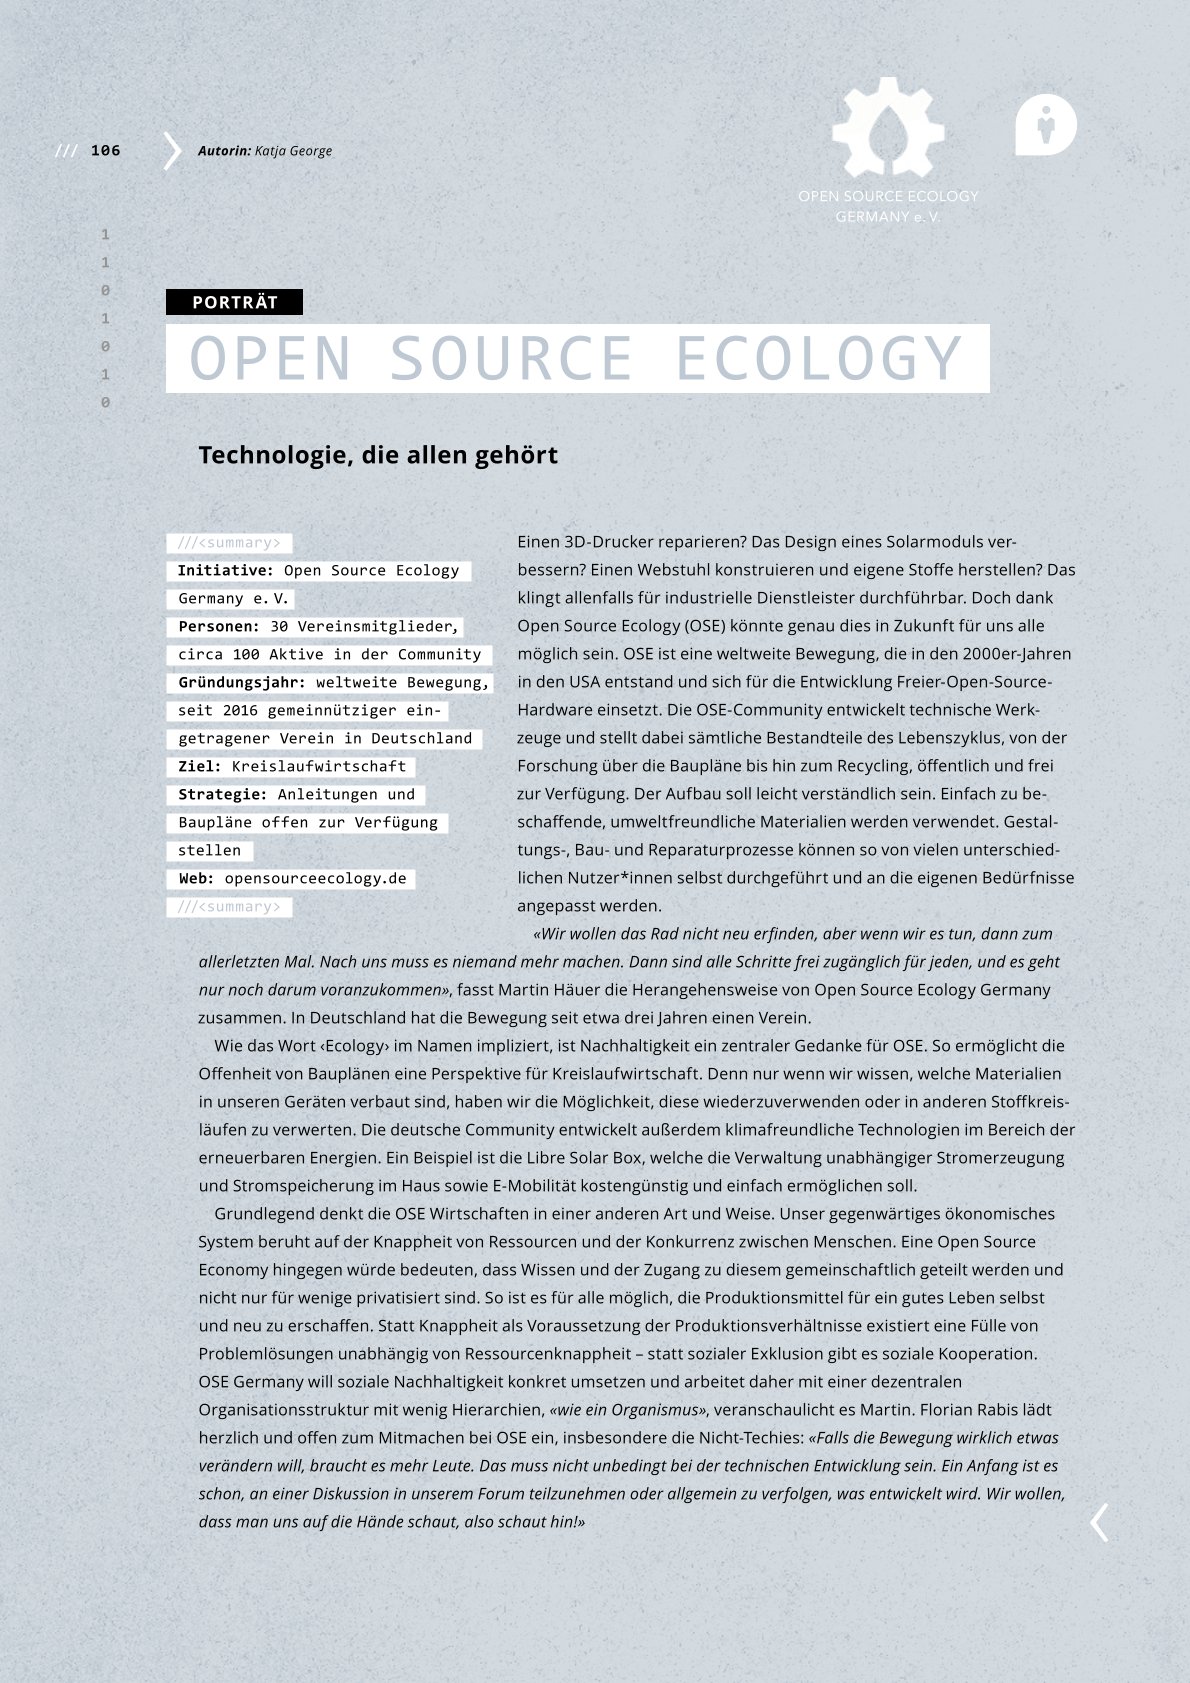 /// 106
Autorin: Katja George
OPEN SOURCE ECOLOGY
GERMANY e. V.
1
1
0
1
0
1
0
PORTRÄT
OPEN SOURCE ECOLOGY
Technologie, die allen gehört
///<summary>
Initiative: Open Source Ecology
Germany e. V.
Personen: 30 Vereinsmitglieder,
circa 100 Aktive in der Community
Gründungsjahr: weltweite Bewegung,
seit 2016 gemeinnütziger ein-
getragener Verein in Deutschland
Ziel: Kreislaufwirtschaft
Strategie: Anleitungen und
Baupläne offen zur Verfügung
stellen
Web: opensourceecology.de
///<summary>
Einen 3D-Drucker reparieren? Das Design eines Solarmoduls ver-
bessern? Einen Webstuhl konstruieren und eigene Stoffe herstellen? Das
klingt allenfalls für industrielle Dienstleister durchführbar. Doch dank
Open Source Ecology (OSE) könnte genau dies in Zukunft für uns alle
möglich sein. OSE ist eine weltweite Bewegung, die in den 2000er-Jahren
in den USA entstand und sich für die Entwicklung Freier-Open-Source-
Hardware einsetzt. Die OSE-Community entwickelt technische Werk-
zeuge und stellt dabei sämtliche Bestandteile des Lebenszyklus, von der
Forschung über die Baupläne bis hin zum Recycling, öffentlich und frei
zur Verfügung. Der Aufbau soll leicht verständlich sein. Einfach zu be-
schaffende, umweltfreundliche Materialien werden verwendet. Gestal-
tungs-, Bau- und Reparaturprozesse können so von vielen unterschied-
lichen Nutzer*innen selbst durchgeführt und an die eigenen Bedürfnisse
angepasst werden.
«Wir wollen das Rad nicht neu erfinden, aber wenn wir es tun, dann zum
allerletzten Mal. Nach uns muss es niemand mehr machen. Dann sind alle Schritte frei zugänglich für jeden, und es geht
nur noch darum voranzukommen», fasst Martin Häuer die Herangehensweise von Open Source Ecology Germany
zusammen. In Deutschland hat die Bewegung seit etwa drei Jahren einen Verein.
Wie das Wort ‹Ecology› im Namen impliziert, ist Nachhaltigkeit ein zentraler Gedanke für OSE. So ermöglicht die
Offenheit von Bauplänen eine Perspektive für Kreislaufwirtschaft. Denn nur wenn wir wissen, welche Materialien
in unseren Geräten verbaut sind, haben wir die Möglichkeit, diese wiederzuverwenden oder in anderen Stoffkreis-
läufen zu verwerten. Die deutsche Community entwickelt außerdem klimafreundliche Technologien im Bereich der
erneuerbaren Energien. Ein Beispiel ist die Libre Solar Box, welche die Verwaltung unabhängiger Stromerzeugung
und Stromspeicherung im Haus sowie E-Mobilität kostengünstig und einfach ermöglichen soll.
Grundlegend denkt die OSE Wirtschaften in einer anderen Art und Weise. Unser gegenwärtiges ökonomisches
System beruht auf der Knappheit von Ressourcen und der Konkurrenz zwischen Menschen. Eine Open Source
Economy hingegen würde bedeuten, dass Wissen und der Zugang zu diesem gemeinschaftlich geteilt werden und
nicht nur für wenige privatisiert sind. So ist es für alle möglich, die Produktionsmittel für ein gutes Leben selbst
und neu zu erschaffen. Statt Knappheit als Voraussetzung der Produktionsverhältnisse existiert eine Fülle von
Problemlösungen unabhängig von Ressourcenknappheit – statt sozialer Exklusion gibt es soziale Kooperation.
OSE Germany will soziale Nachhaltigkeit konkret umsetzen und arbeitet daher mit einer dezentralen
Organisationsstruktur mit wenig Hierarchien, «wie ein Organismus», veranschaulicht es Martin. Florian Rabis lädt
herzlich und offen zum Mitmachen bei OSE ein, insbesondere die Nicht-Techies: «Falls die Bewegung wirklich etwas
verändern will, braucht es mehr Leute. Das muss nicht unbedingt bei der technischen Entwicklung sein. Ein Anfang ist es
schon, an einer Diskussion in unserem Forum teilzunehmen oder allgemein zu verfolgen, was entwickelt wird. Wir wollen,
dass man uns auf die Hände schaut, also schaut hin!»